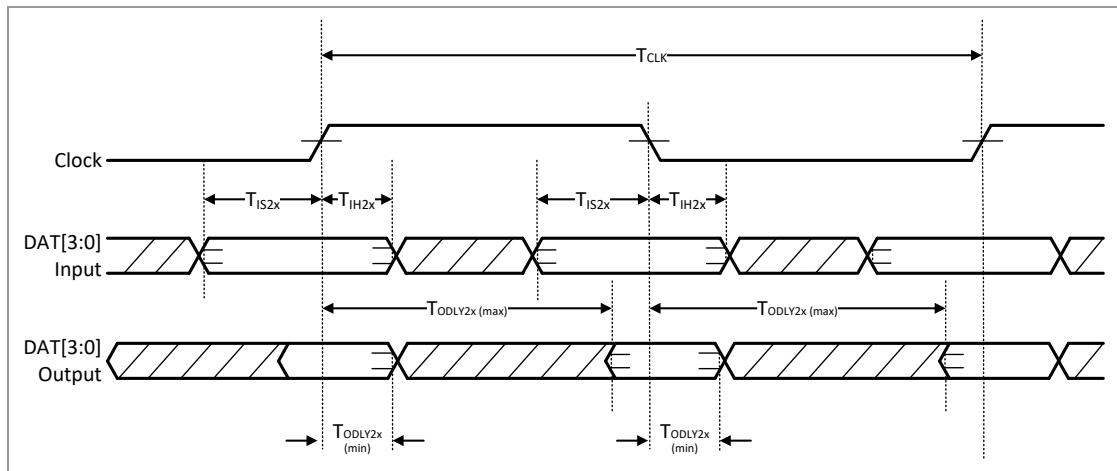 TCLK
Clock
TIS2x
TIH2x
TIS2x
TIH2x
DAT[3:0]
Input
TODLY2x (max)
TODLY2x (max)
DAT[3:0]
Output
TODLY2x
(min)
TODLY2x
(min)